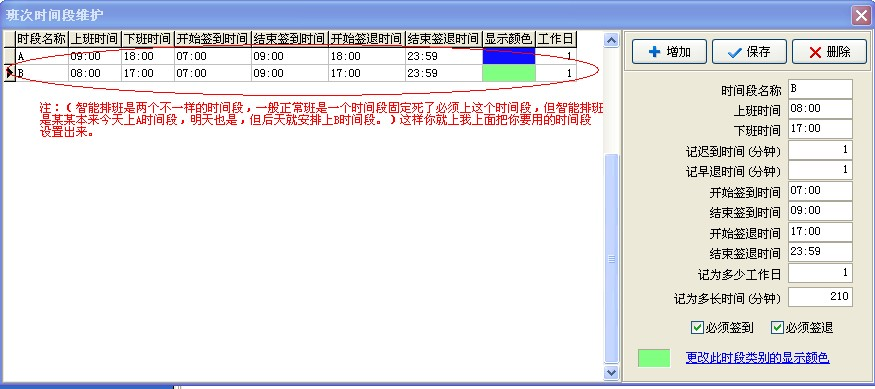 班次时间段维护
时段名称 上班时间 下班时间 开始签到时间 结束签到时间 开始签退时间 结束签退时间 显示颜色 工作日
A 09:00 18:00 07:00 09:00 18:00 23:59 1
B 08:00 17:00 07:00 09:00 17:00 23:59 1
注：（智能排班是两个不一样的时间段，一般正常班是一个时间段固定死了必须上这个时间段，但智能排班
是某某本来今天上A时间段，明天也是，但后天就安排上B时间段。）这样你就上我上面把你要用的时间段
设置出来。
增加 保存 删除
时间段名称 B
上班时间 08:00
下班时间 17:00
记迟到时间(分钟) 1
记早退时间(分钟) 1
开始签到时间 07:00
结束签到时间 09:00
开始签退时间 17:00
结束签退时间 23:59
记为多少工作日 1
记为多长时间(分钟) 210
必须签到 必须签退
更改此时段类别的显示颜色